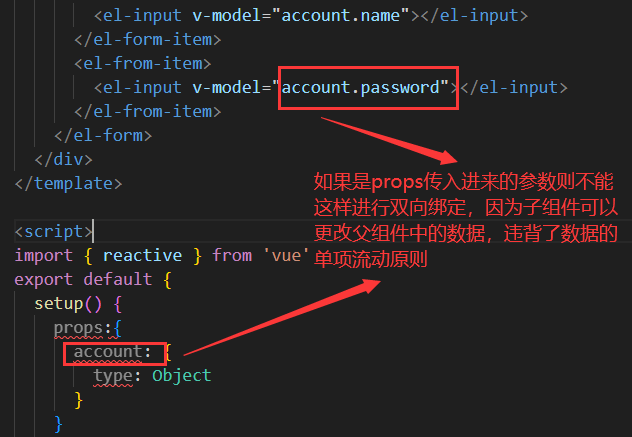 <el-input v-model="account.name"></el-input>
</el-form-item>
<el-from-item>
<el-input v-model="account.password"></el-input>
</el-from-item>
</el-form>
</div>
</template>
如果是props传入进来的参数则不能
这样进行双向绑定，因为子组件可以
更改父组件中的数据，违背了数据的
单项流动原则
<script>
import { reactive } from 'vue'
export default {
setup() {
props:{
account: {
type: Object
}
}